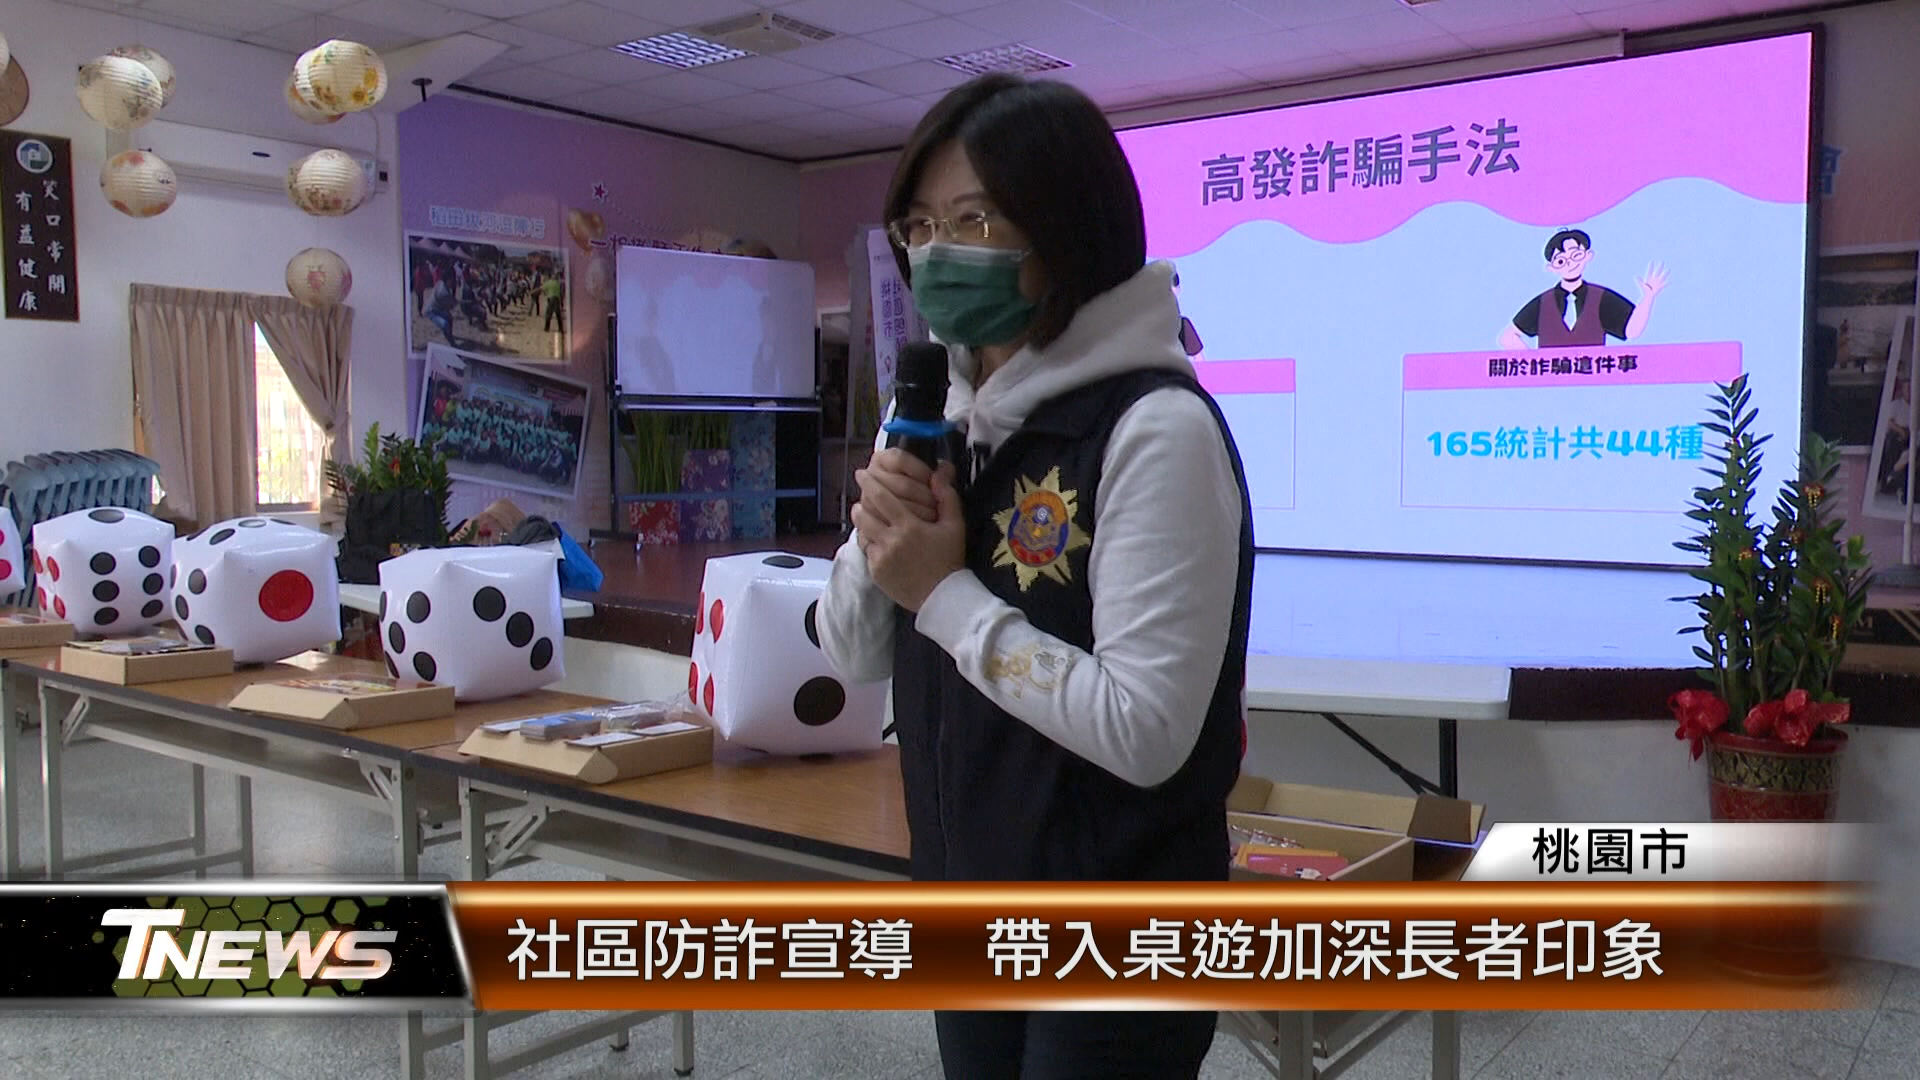 笑口常開
有益健康
高發詐騙手法
關於詐騙這件事
165統計共44種
桃園市
TNEWS
社區防詐宣導　帶入桌遊加深長者印象